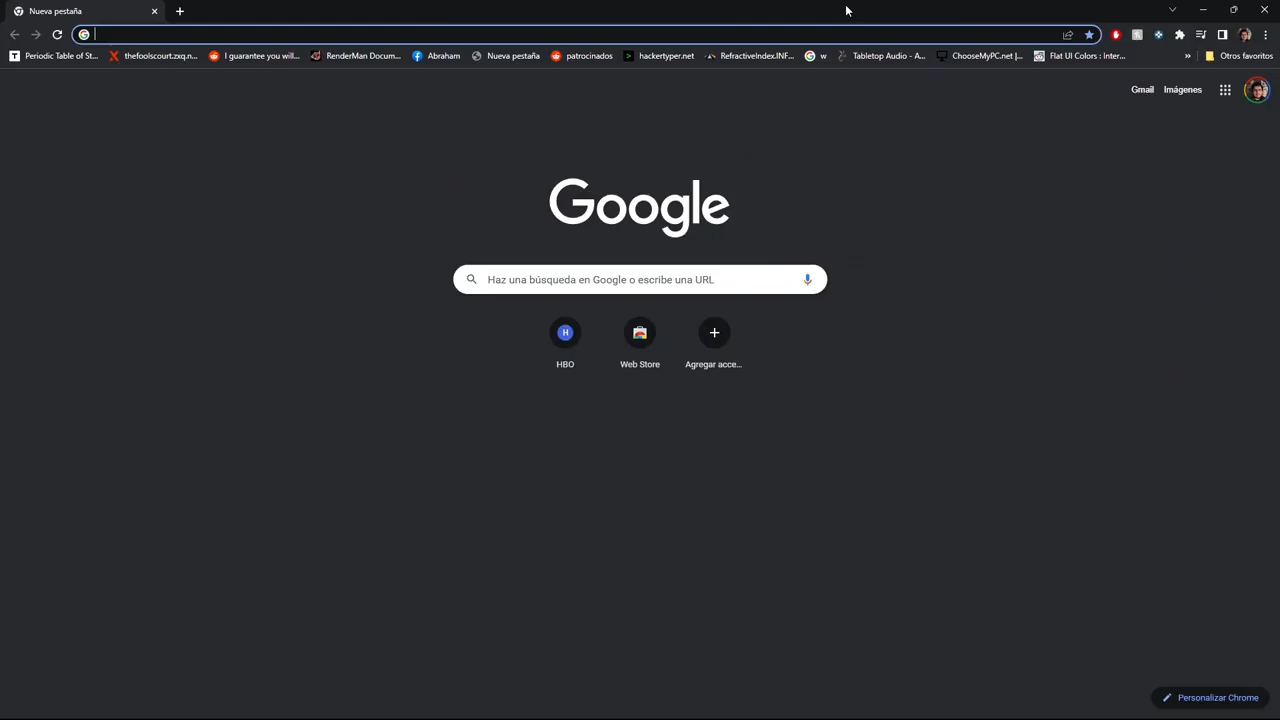 Nueva pestaña
Periodic Table of St...
thefoolscourt.zxq.n...
I guarantee you will...
RenderMan Docum...
Abraham
Nueva pestaña
patrocinados
hackertyper.net
RefractiveIndex.INF...
w
Tabletop Audio - A...
ChooseMyPC.net |...
Flat UI Colors : Inter...
»
Otros favoritos
Gmail
Imágenes
Google
Haz una búsqueda en Google o escribe una URL
H
HBO
Web Store
Agregar acce...
Personalizar Chrome